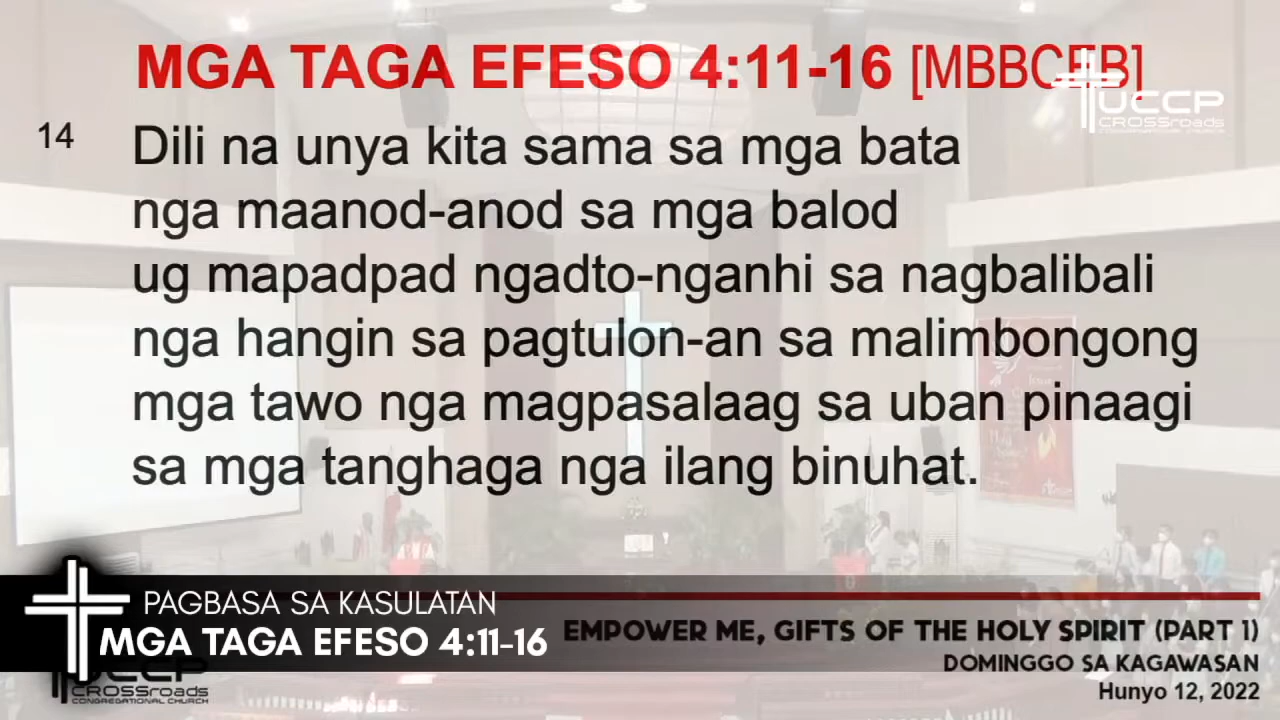 MGA TAGA EFESO 4:11-16 [MBBCEB]
UCCP
CROSSroads
CONGREGATIONAL CHURCH
14 Dili na unya kita sama sa mga bata
nga maanod-anod sa mga balod
ug mapadpad ngadto-nganhi sa nagbalibali
nga hangin sa pagtulon-an sa malimbongong
mga tawo nga magpasalaag sa uban pinaagi
sa mga tanghaga nga ilang binuhat.
PAGBASA SA KASULATAN
MGA TAGA EFESO 4:11-16
EMPOWER ME, GIFTS OF THE HOLY SPIRIT (PART 1)
DOMINGGO SA KAGAWASAN
Hunyo 12, 2022
UCCP
CROSSroads
CONGREGATIONAL CHURCH